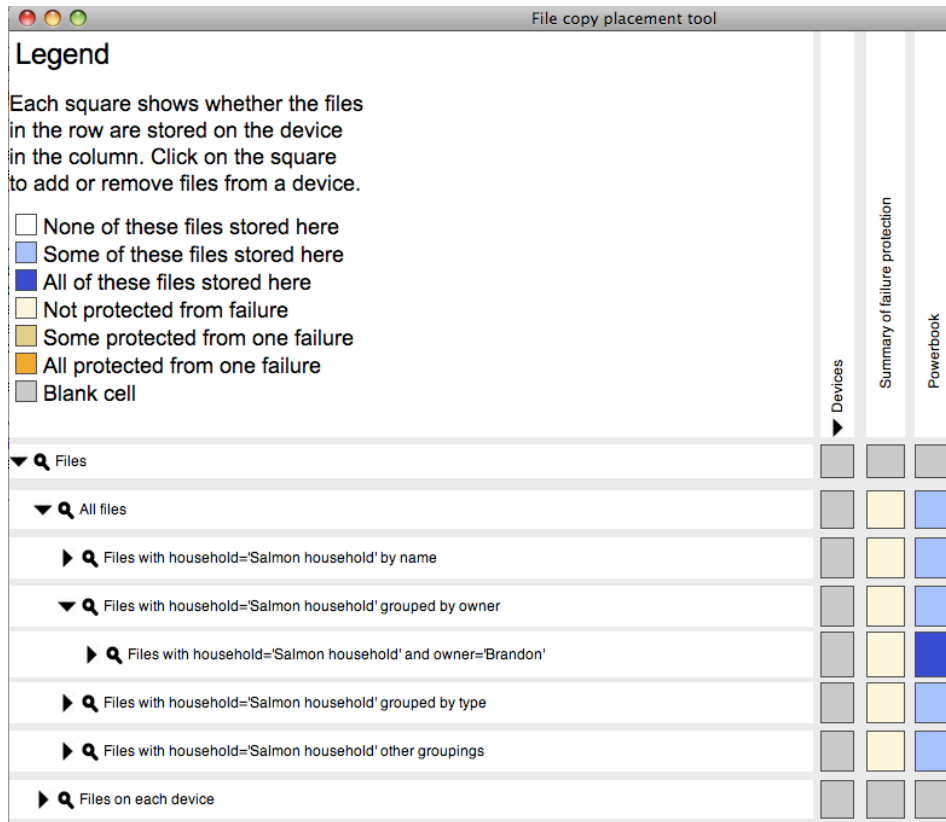 File copy placement tool
Legend
Each square shows whether the files
in the row are stored on the device
in the column. Click on the square
to add or remove files from a device.
None of these files stored here
Some of these files stored here
All of these files stored here
Not protected from failure
Some protected from one failure
All protected from one failure
Blank cell
Devices
Summary of failure protection
Powerbook
Files
All files
Files with household='Salmon household' by name
Files with household='Salmon household' grouped by owner
Files with household='Salmon household' and owner='Brandon'
Files with household='Salmon household' grouped by type
Files with household='Salmon household' other groupings
Files on each device